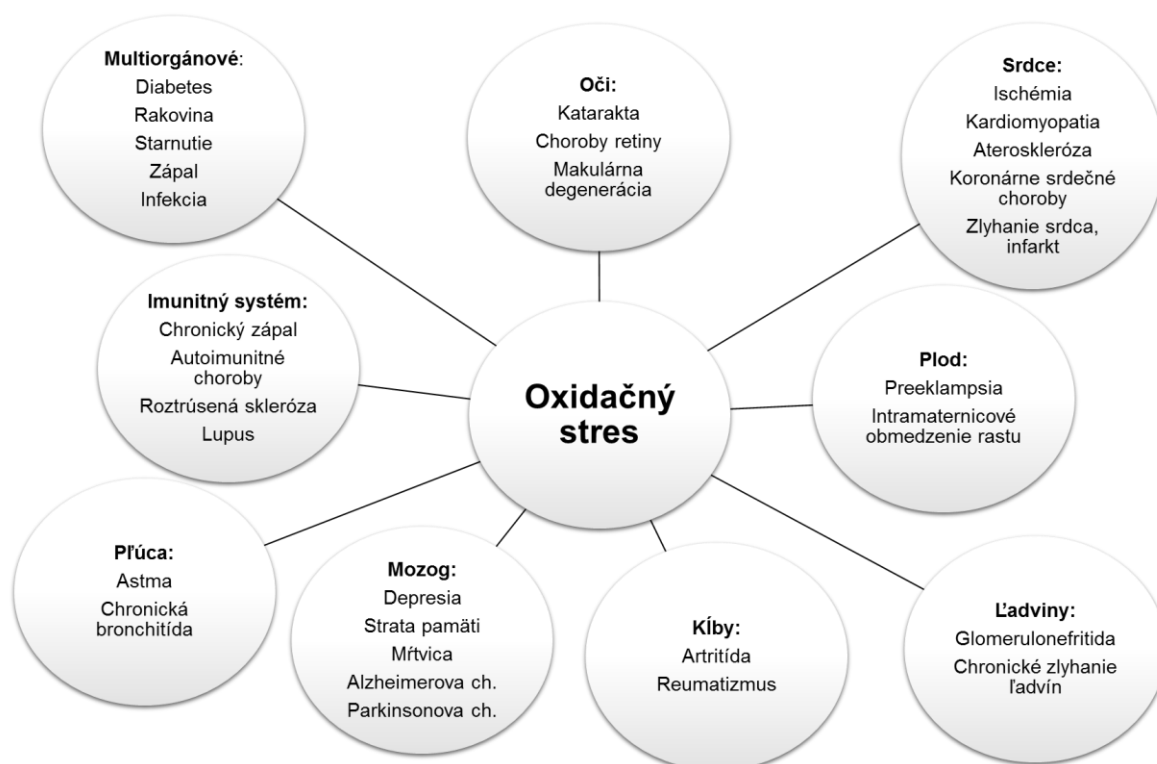 Multiorgánové:
Diabetes
Rakovina
Starnutie
Zápal
Infekcia
Oči:
Katarakta
Choroby retiny
Makulárna
degenerácia
Srdce:
Ischémia
Kardiomyopatia
Ateroskleróza
Koronárne srdečné
choroby
Zlyhanie srdca,
infarkt
Imunitný systém:
Chronický zápal
Autoimunitné
choroby
Roztrúsená skleróza
Lupus
Oxidačný
stres
Plod:
Preeklampsia
Intramaternicové
obmedzenie rastu
Pľúca:
Astma
Chronická
bronchitída
Mozog:
Depresia
Strata pamäti
Mŕtvica
Alzheimerova ch.
Parkinsonova ch.
Kĺby:
Artritída
Reumatizmus
Ľadviny:
Glomerulonefritida
Chronické zlyhanie
ľadvín